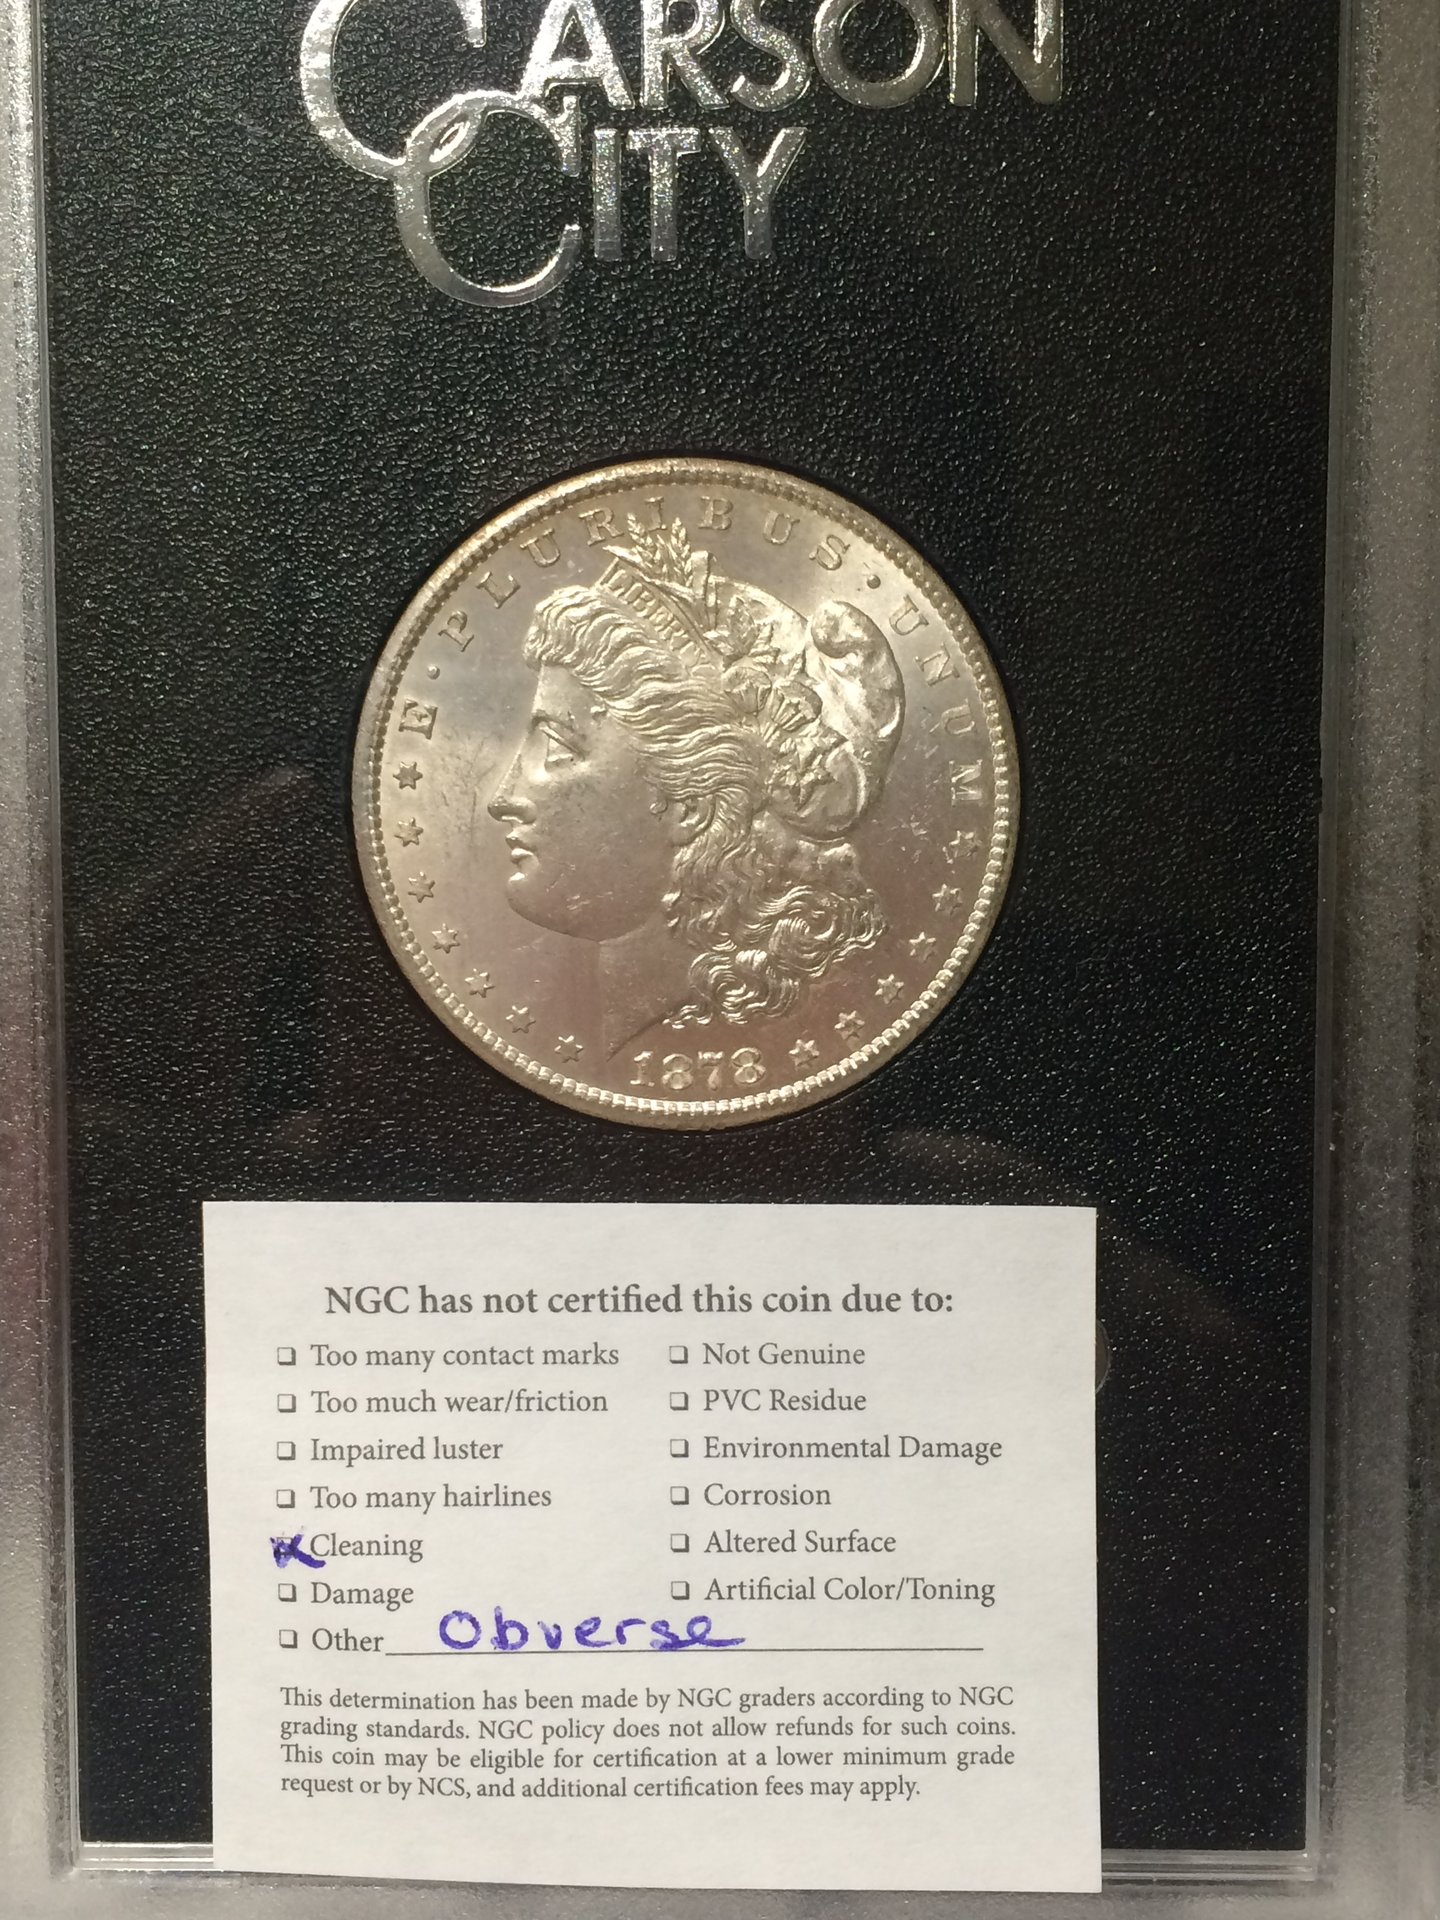 CARSON
CITY
E · PLURIBUS · UNUM
LIBERTY
1878
NGC has not certified this coin due to:
❑ Too many contact marks ❑ Not Genuine
❑ Too much wear/friction ❑ PVC Residue
❑ Impaired luster ❑ Environmental Damage
❑ Too many hairlines ❑ Corrosion
☒ Cleaning ❑ Altered Surface
❑ Damage ❑ Artificial Color/Toning
❑ Other Obverse
This determination has been made by NGC graders according to NGC
grading standards. NGC policy does not allow refunds for such coins.
This coin may be eligible for certification at a lower minimum grade
request or by NCS, and additional certification fees may apply.